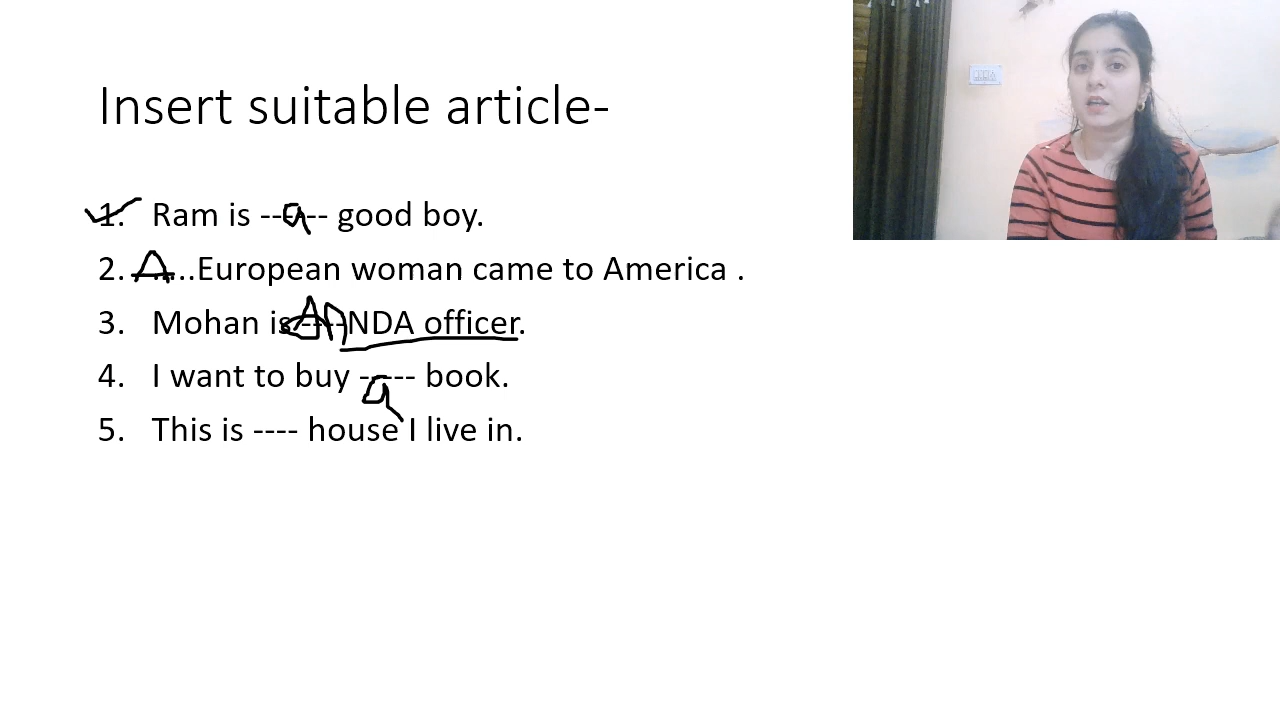 Insert suitable article-
1. Ram is --a-- good boy.
2. A.....European woman came to America .
3. Mohan is -An-NDA officer.
4. I want to buy --a--- book.
5. This is ---- house I live in.